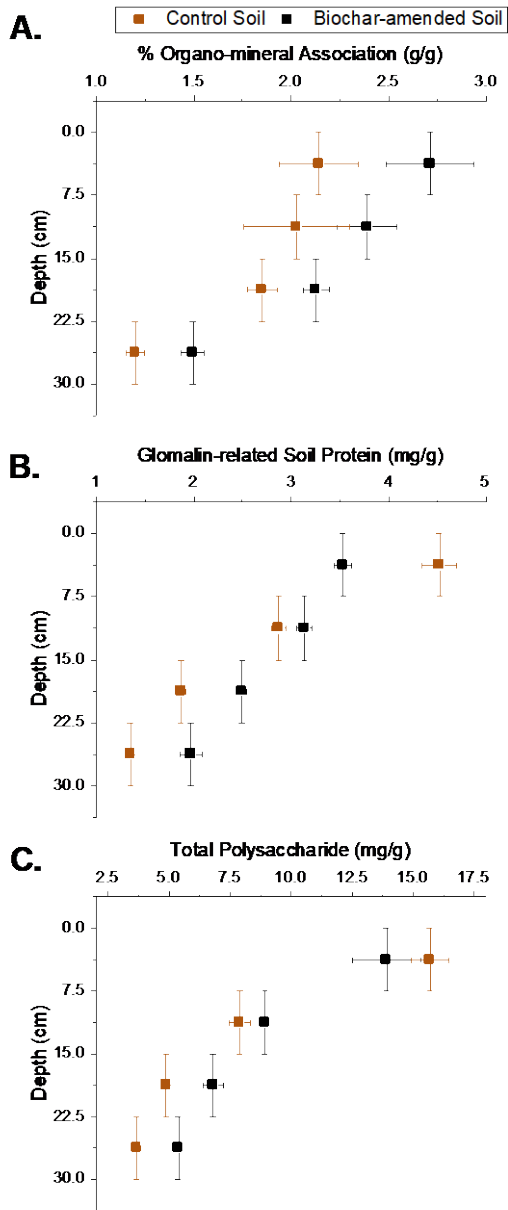 Control Soil Biochar-amended Soil
A.
% Organo-mineral Association (g/g)
1.0 1.5 2.0 2.5 3.0
0.0
7.5
15.0
22.5
30.0
Depth (cm)
B.
Glomalin-related Soil Protein (mg/g)
1 2 3 4 5
0.0
7.5
15.0
22.5
30.0
Depth (cm)
C.
Total Polysaccharide (mg/g)
2.5 5.0 7.5 10.0 12.5 15.0 17.5
0.0
7.5
15.0
22.5
30.0
Depth (cm)